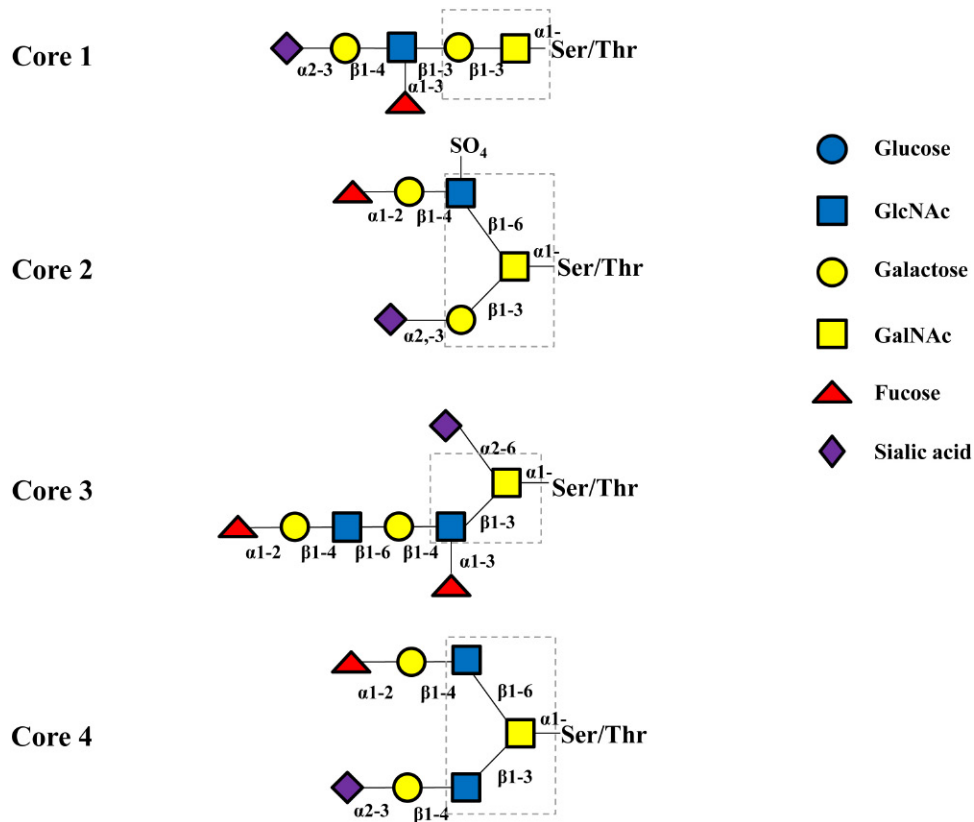 Core 1
α2-3
β1-4
β1-3
β1-3
α1-
Ser/Thr
α1-3
Core 2
SO4
α1-2
β1-4
β1-6
α1-
Ser/Thr
β1-3
α2,-3
Core 3
α2-6
α1-
Ser/Thr
β1-3
α1-2
β1-4
β1-6
β1-4
α1-3
Core 4
α1-2
β1-4
β1-6
α1-
Ser/Thr
β1-3
α2-3
β1-4
Glucose
GlcNAc
Galactose
GalNAc
Fucose
Sialic acid